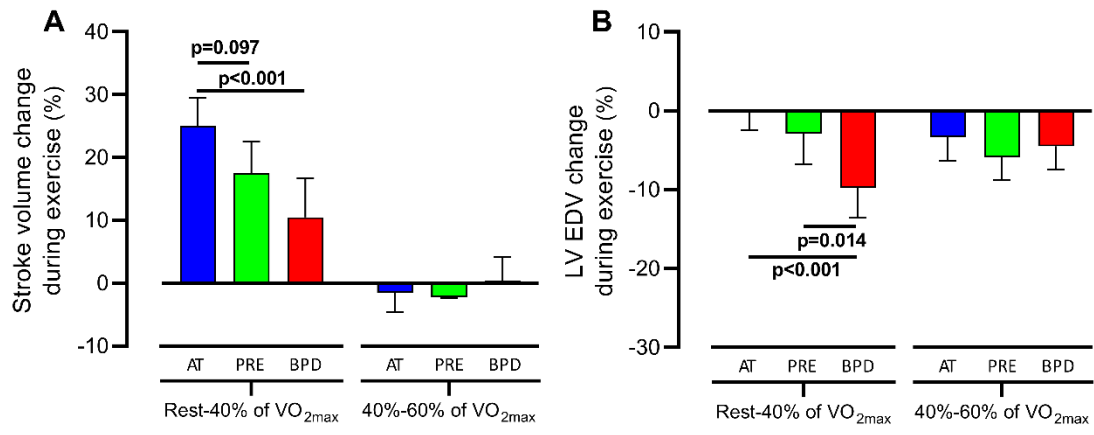 A
Stroke volume change
during exercise (%)
40
30
20
10
0
-10
p=0.097
p<0.001
AT PRE BPD AT PRE BPD
Rest-40% of VO2max 40%-60% of VO2max
B
LV EDV change
during exercise (%)
10
0
-10
-20
-30
p=0.014
p<0.001
AT PRE BPD AT PRE BPD
Rest-40% of VO2max 40%-60% of VO2max